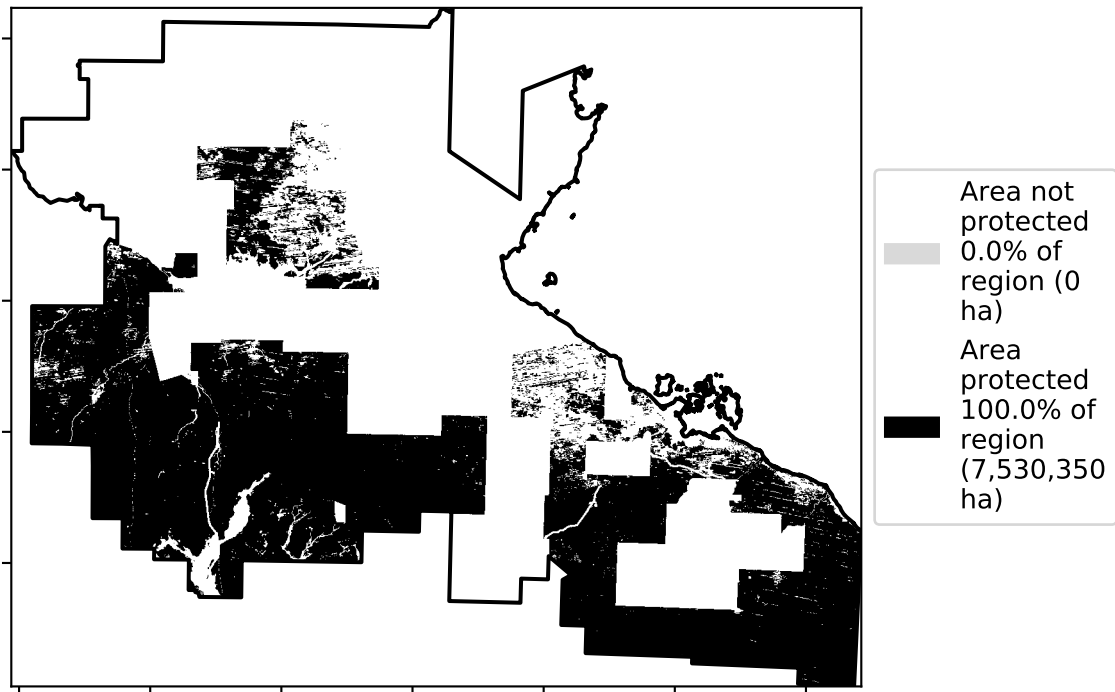 Area not
protected
0.0% of
region (0
ha)
Area
protected
100.0% of
region
(7,530,350
ha)